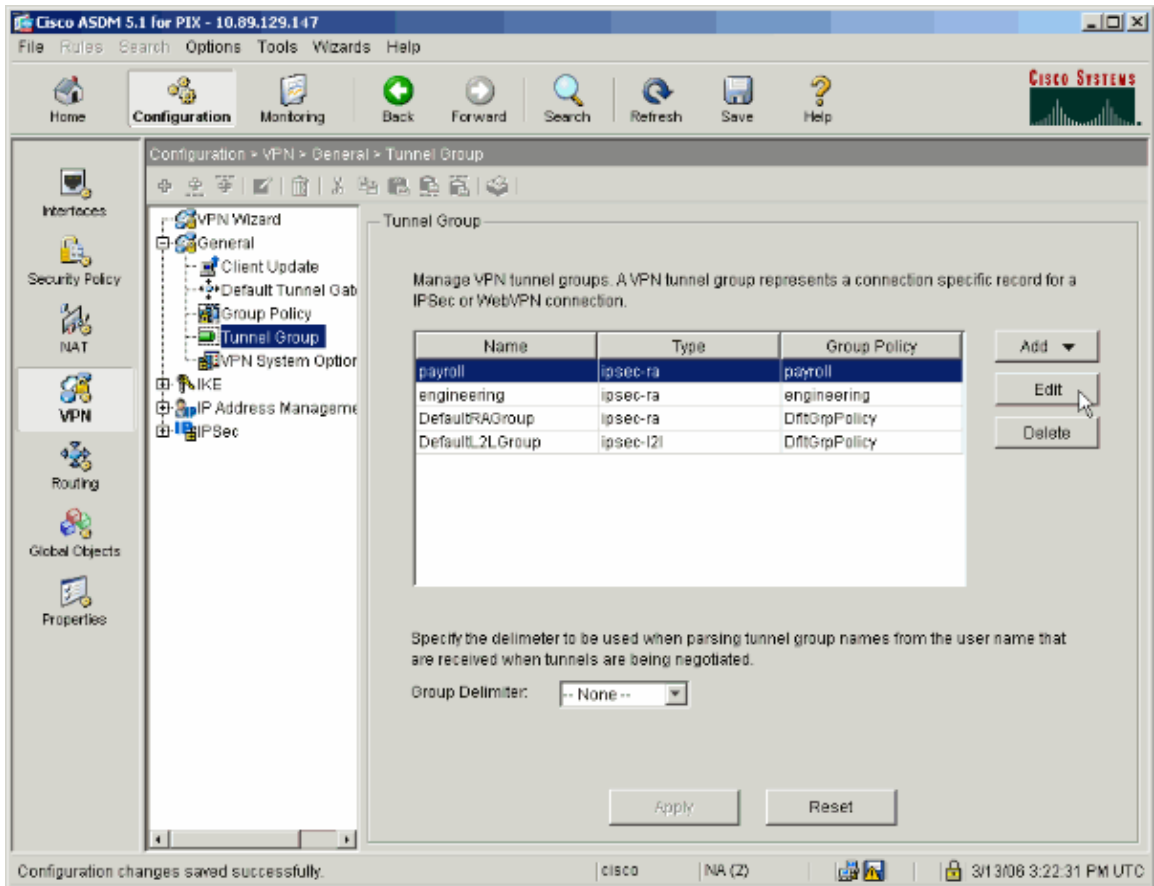 Cisco ASDM 5.1 for PIX - 10.89.129.147
File Rules Search Options Tools Wizards Help
Home Configuration Monitoring Back Forward Search Refresh Save Help
CISCO SYSTEMS
Configuration > VPN > General > Tunnel Group
Interfaces
Security Policy
NAT
VPN
Routing
Global Objects
Properties
VPN Wizard
General
Client Update
Default Tunnel Gat
Group Policy
Tunnel Group
VPN System Option
IKE
IP Address Manageme
IPSec
Tunnel Group
Manage VPN tunnel groups. A VPN tunnel group represents a connection specific record for a
IPSec or WebVPN connection.
Name Type Group Policy
payroll ipsec-ra payroll
engineering ipsec-ra engineering
DefaultRAGroup ipsec-ra DfltGrpPolicy
DefaultL2LGroup ipsec-l2l DfltGrpPolicy
Add
Edit
Delete
Specify the delimeter to be used when parsing tunnel group names from the user name that
are received when tunnels are being negotiated.
Group Delimiter: -- None --
Apply Reset
Configuration changes saved successfully. cisco NA (2) 3/13/06 3:22:31 PM UTC